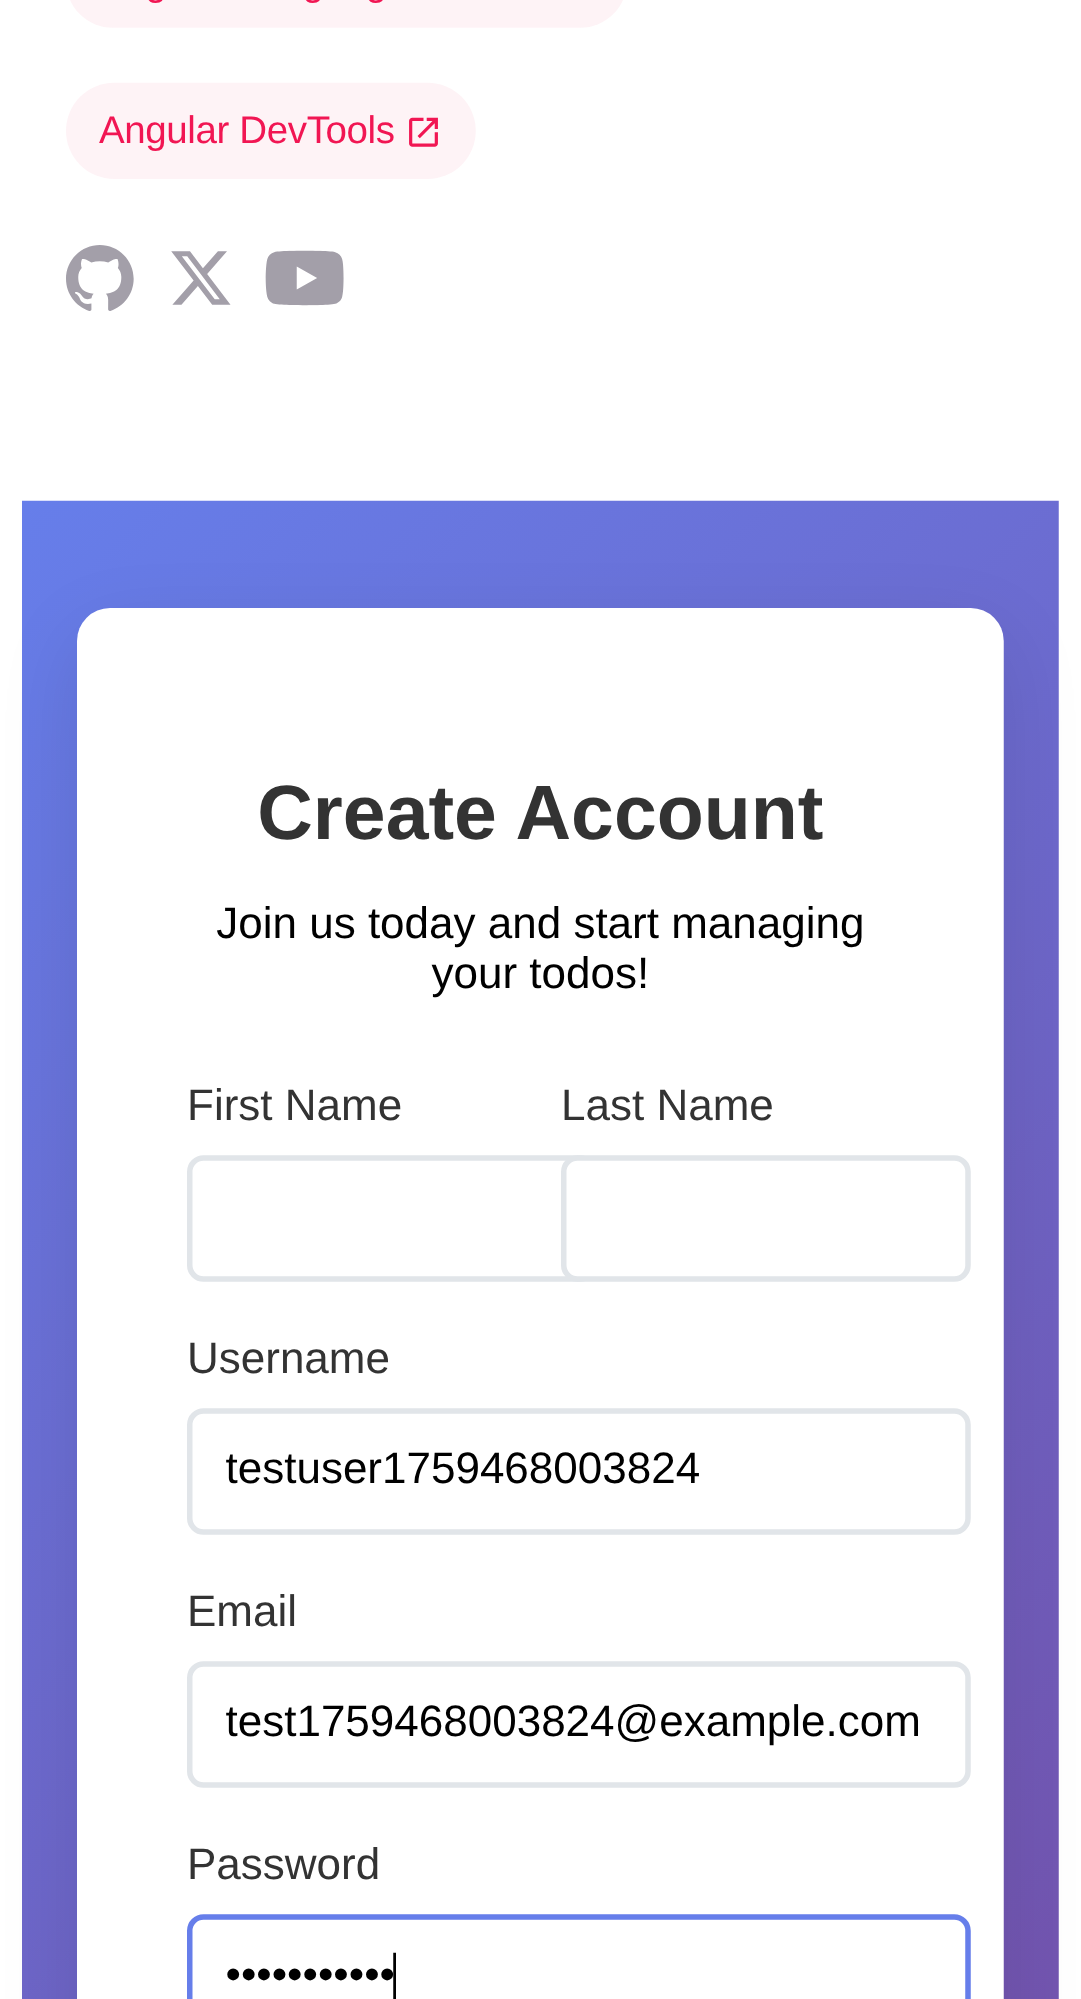 Angular DevTools
Create Account
Join us today and start managing
your todos!
First Name Last Name
Username
testuser1759468003824
Email
test1759468003824@example.com
Password
•••••••••••